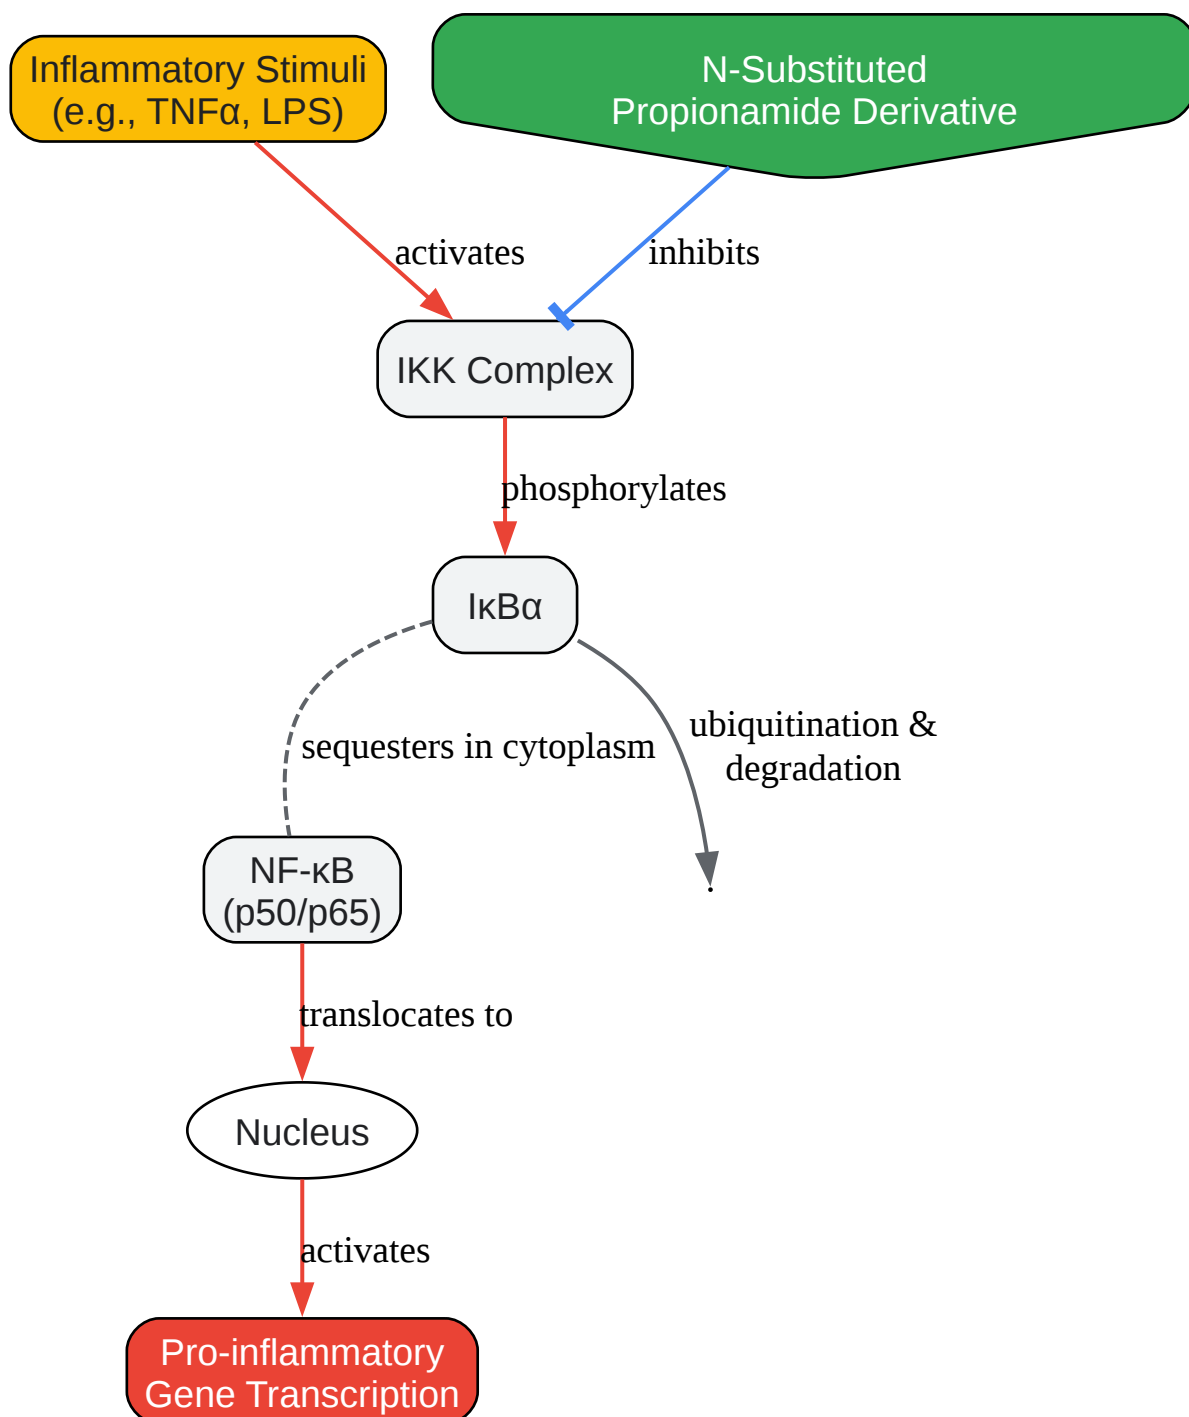 Inflammatory Stimuli
(e.g., TNFα, LPS)
N-Substituted
Propionamide Derivative
activates
inhibits
IKK Complex
phosphorylates
IκBα
sequesters in cytoplasm
ubiquitination &
degradation
NF-κB
(p50/p65)
translocates to
Nucleus
activates
Pro-inflammatory
Gene Transcription